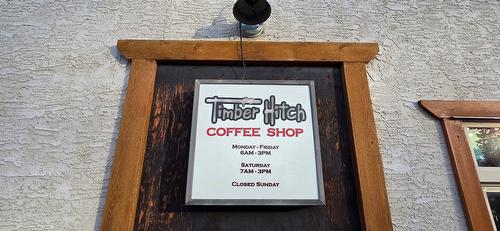 Timber Hitch
COFFEE SHOP
MONDAY - FRIDAY
6AM - 3PM
SATURDAY
7AM - 3PM
CLOSED SUNDAY